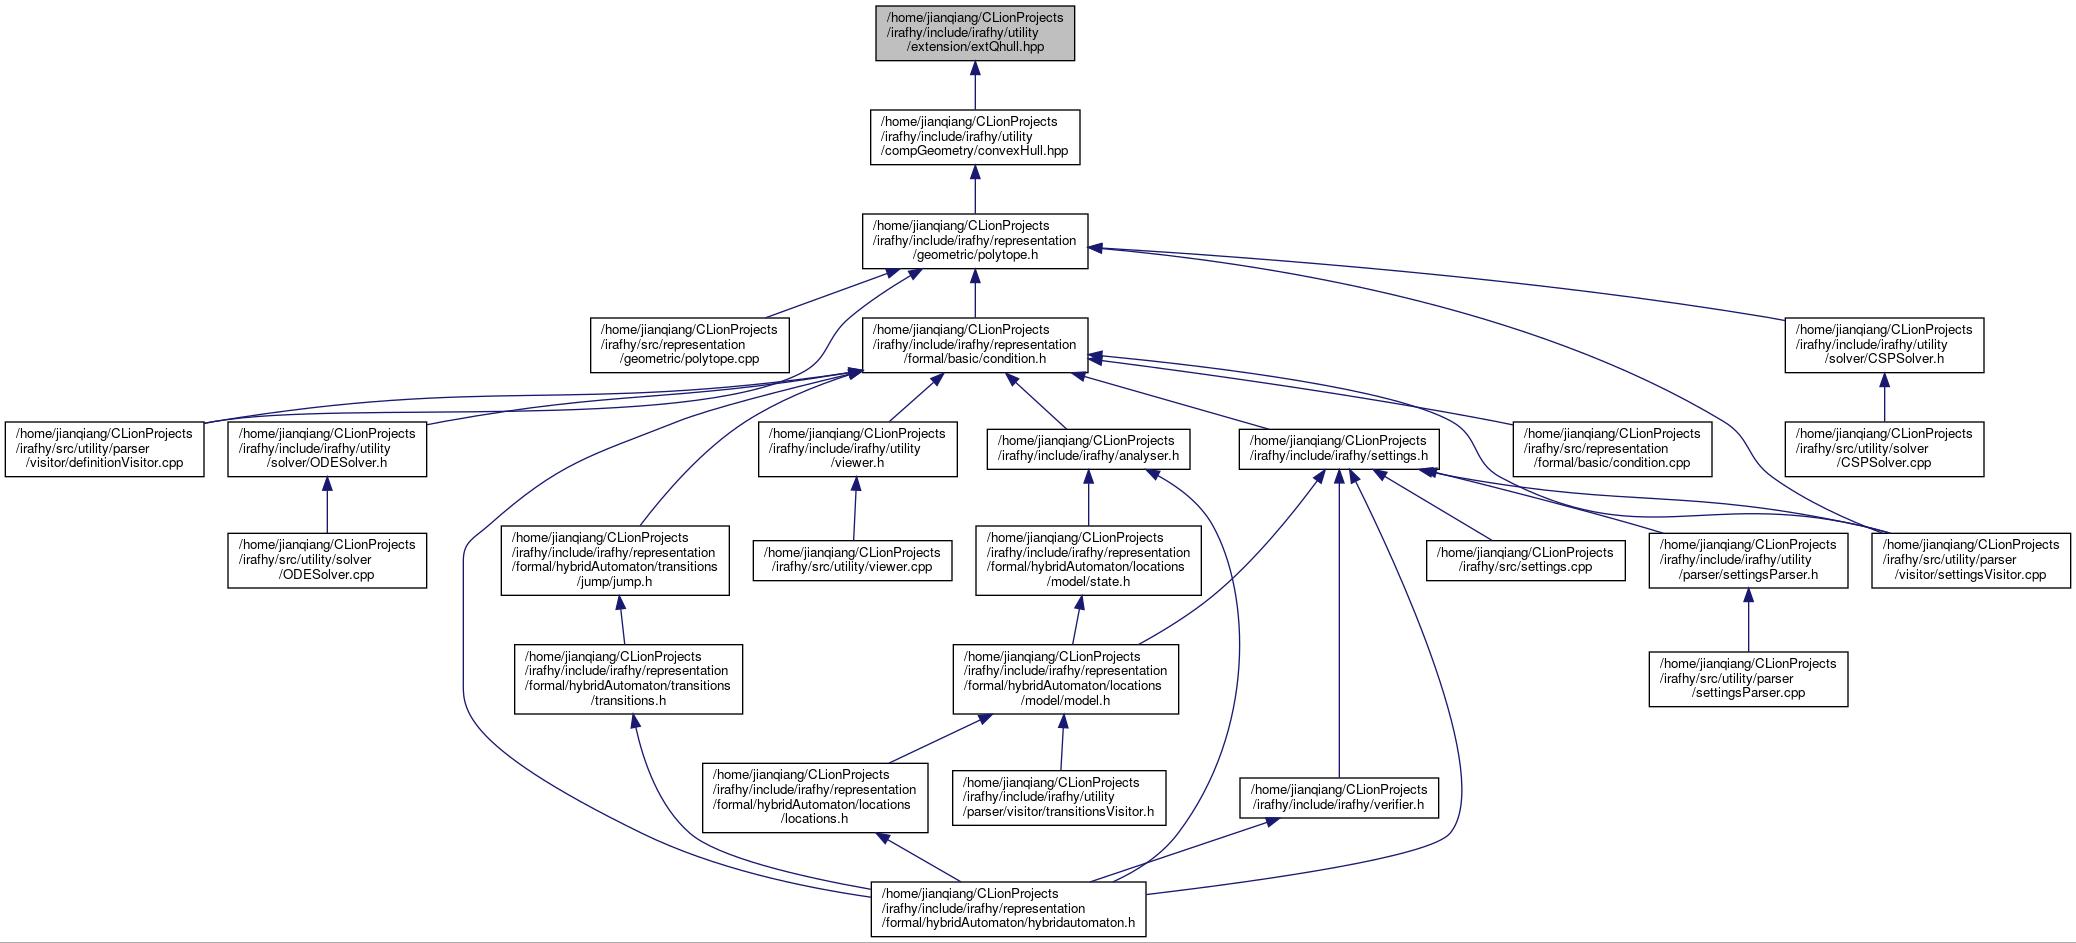 /home/jianqiang/CLionProjects
/irafhy/include/irafhy/utility
/extension/extQhull.hpp
/home/jianqiang/CLionProjects
/irafhy/include/irafhy/utility
/compGeometry/convexHull.hpp
/home/jianqiang/CLionProjects
/irafhy/include/irafhy/representation
/geometric/polytope.h
/home/jianqiang/CLionProjects
/irafhy/src/representation
/geometric/polytope.cpp
/home/jianqiang/CLionProjects
/irafhy/include/irafhy/representation
/formal/basic/condition.h
/home/jianqiang/CLionProjects
/irafhy/include/irafhy/utility
/solver/CSPSolver.h
/home/jianqiang/CLionProjects
/irafhy/src/utility/parser
/visitor/definitionVisitor.cpp
/home/jianqiang/CLionProjects
/irafhy/include/irafhy/utility
/solver/ODESolver.h
/home/jianqiang/CLionProjects
/irafhy/include/irafhy/utility
/viewer.h
/home/jianqiang/CLionProjects
/irafhy/include/irafhy/analyser.h
/home/jianqiang/CLionProjects
/irafhy/include/irafhy/settings.h
/home/jianqiang/CLionProjects
/irafhy/src/representation
/formal/basic/condition.cpp
/home/jianqiang/CLionProjects
/irafhy/src/utility/solver
/CSPSolver.cpp
/home/jianqiang/CLionProjects
/irafhy/src/utility/solver
/ODESolver.cpp
/home/jianqiang/CLionProjects
/irafhy/include/irafhy/representation
/formal/hybridAutomaton/transitions
/jump/jump.h
/home/jianqiang/CLionProjects
/irafhy/src/utility/viewer.cpp
/home/jianqiang/CLionProjects
/irafhy/include/irafhy/representation
/formal/hybridAutomaton/locations
/model/state.h
/home/jianqiang/CLionProjects
/irafhy/src/settings.cpp
/home/jianqiang/CLionProjects
/irafhy/include/irafhy/utility
/parser/settingsParser.h
/home/jianqiang/CLionProjects
/irafhy/src/utility/parser
/visitor/settingsVisitor.cpp
/home/jianqiang/CLionProjects
/irafhy/include/irafhy/representation
/formal/hybridAutomaton/transitions
/transitions.h
/home/jianqiang/CLionProjects
/irafhy/include/irafhy/representation
/formal/hybridAutomaton/locations
/model/model.h
/home/jianqiang/CLionProjects
/irafhy/src/utility/parser
/settingsParser.cpp
/home/jianqiang/CLionProjects
/irafhy/include/irafhy/representation
/formal/hybridAutomaton/locations
/locations.h
/home/jianqiang/CLionProjects
/irafhy/include/irafhy/utility
/parser/visitor/transitionsVisitor.h
/home/jianqiang/CLionProjects
/irafhy/include/irafhy/verifier.h
/home/jianqiang/CLionProjects
/irafhy/include/irafhy/representation
/formal/hybridAutomaton/hybridautomaton.h